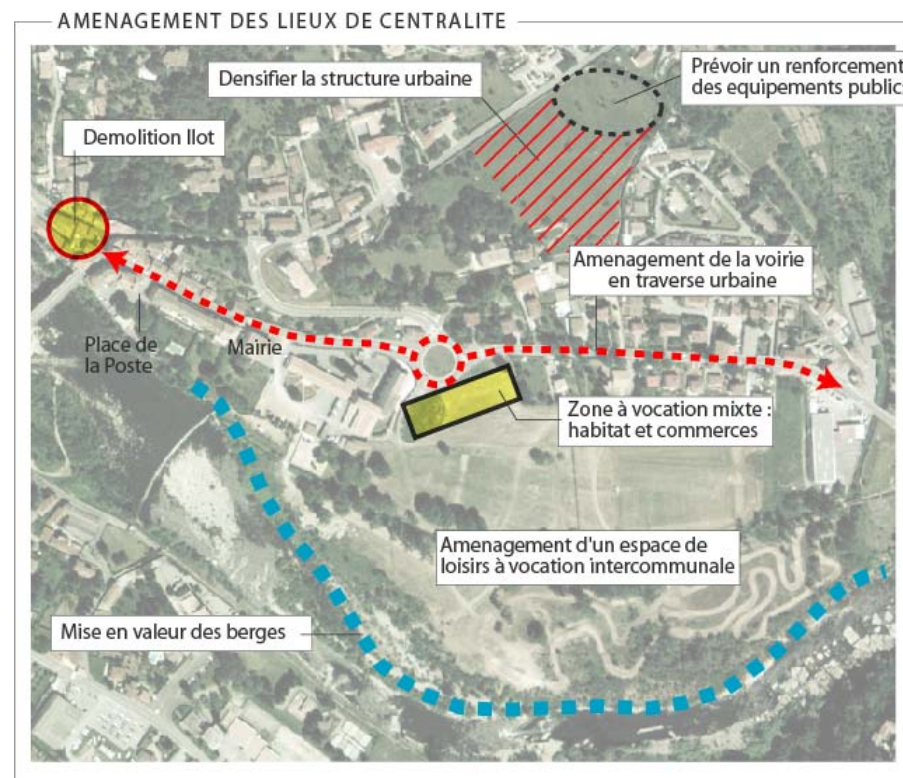 AMENAGEMENT DES LIEUX DE CENTRALITE
Densifier la structure urbaine
Prévoir un renforcement
des equipements publics
Demolition Ilot
Amenagement de la voirie
en traverse urbaine
Place de
la Poste
Mairie
Zone à vocation mixte :
habitat et commerces
Amenagement d'un espace de
loisirs à vocation intercommunale
Mise en valeur des berges